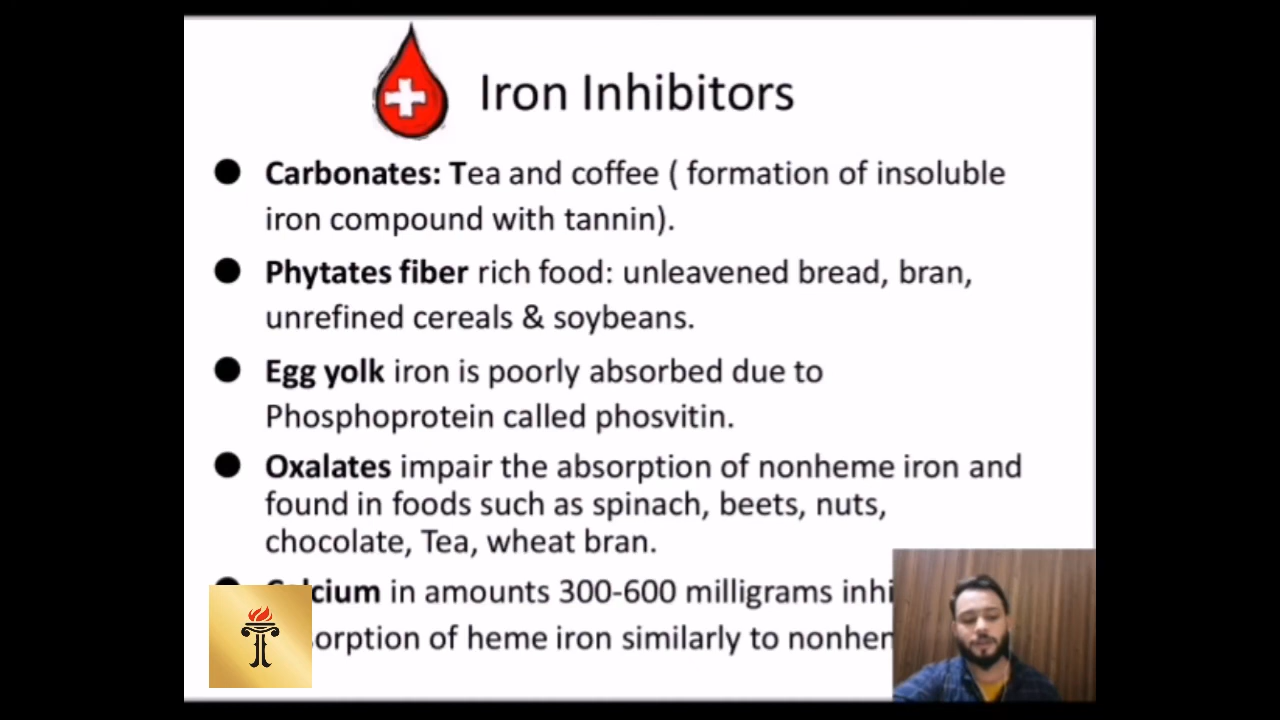 Iron Inhibitors
● Carbonates: Tea and coffee ( formation of insoluble
iron compound with tannin).
● Phytates fiber rich food: unleavened bread, bran,
unrefined cereals & soybeans.
● Egg yolk iron is poorly absorbed due to
Phosphoprotein called phosvitin.
● Oxalates impair the absorption of nonheme iron and
found in foods such as spinach, beets, nuts,
chocolate, Tea, wheat bran.
● in amounts 300-600 milligrams
of heme iron similarly to